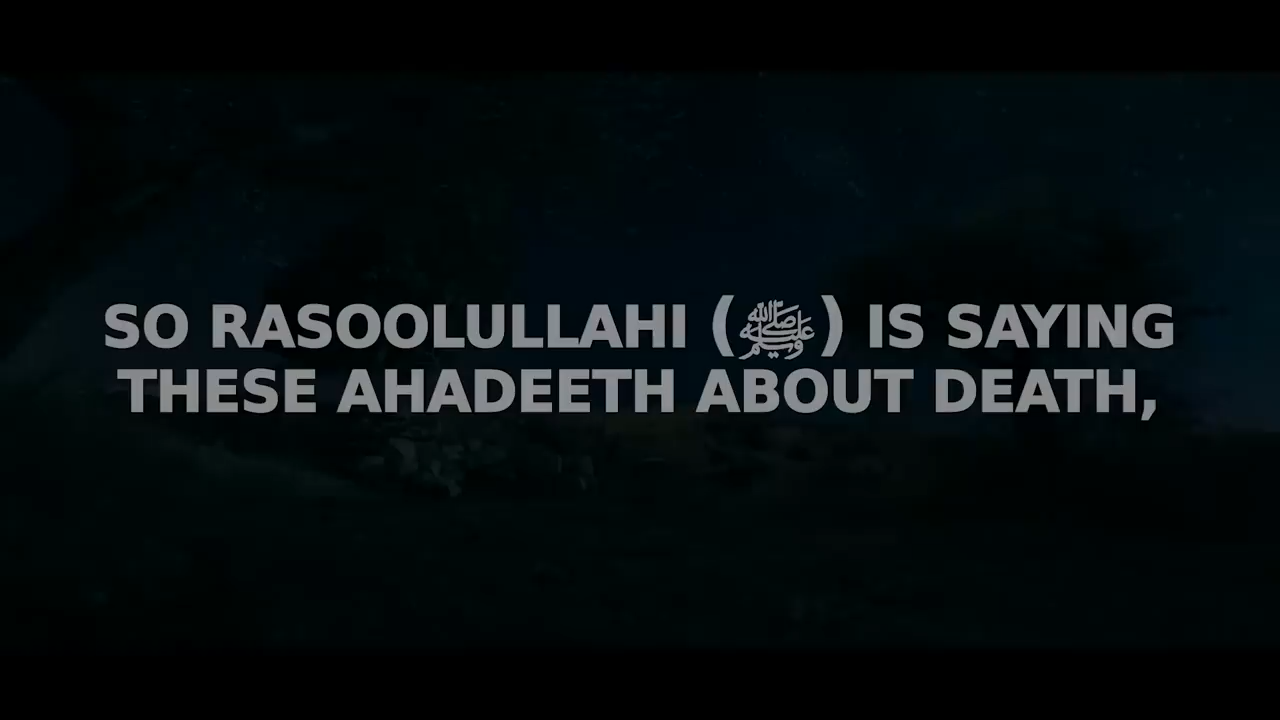 SO RASOOLULLAHI (ﷺ) IS SAYING
THESE AHADEETH ABOUT DEATH,